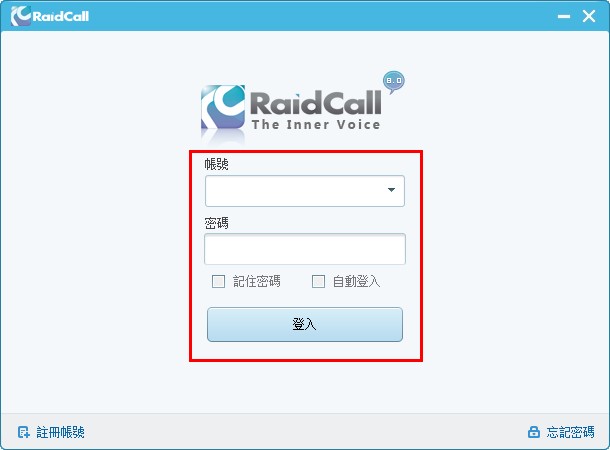 RaidCall
8.0
RaidCall
The Inner Voice
帳號
密碼
記住密碼 自動登入
登入
註冊帳號 忘記密碼